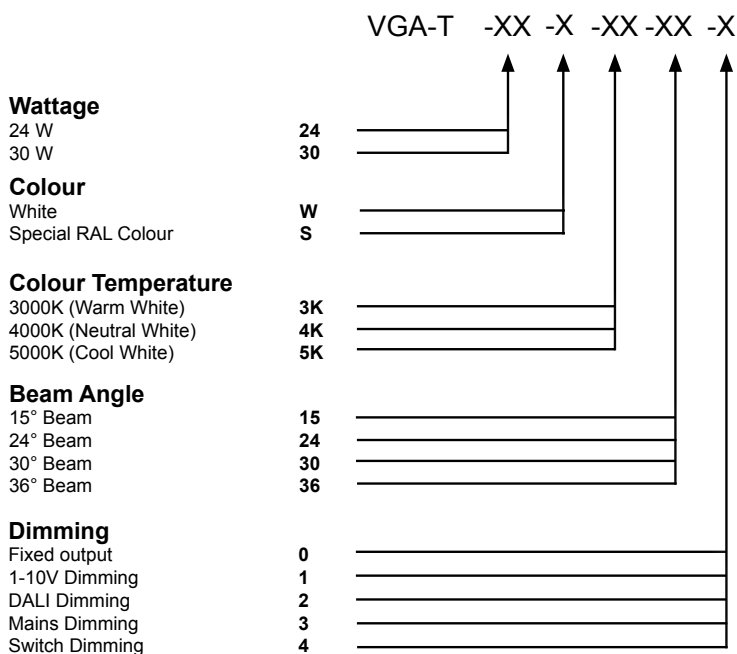 VGA-T -XX -X -XX -XX -X
Wattage
24 W 24
30 W 30
Colour
White W
Special RAL Colour S
Colour Temperature
3000K (Warm White) 3K
4000K (Neutral White) 4K
5000K (Cool White) 5K
Beam Angle
15° Beam 15
24° Beam 24
30° Beam 30
36° Beam 36
Dimming
Fixed output 0
1-10V Dimming 1
DALI Dimming 2
Mains Dimming 3
Switch Dimming 4